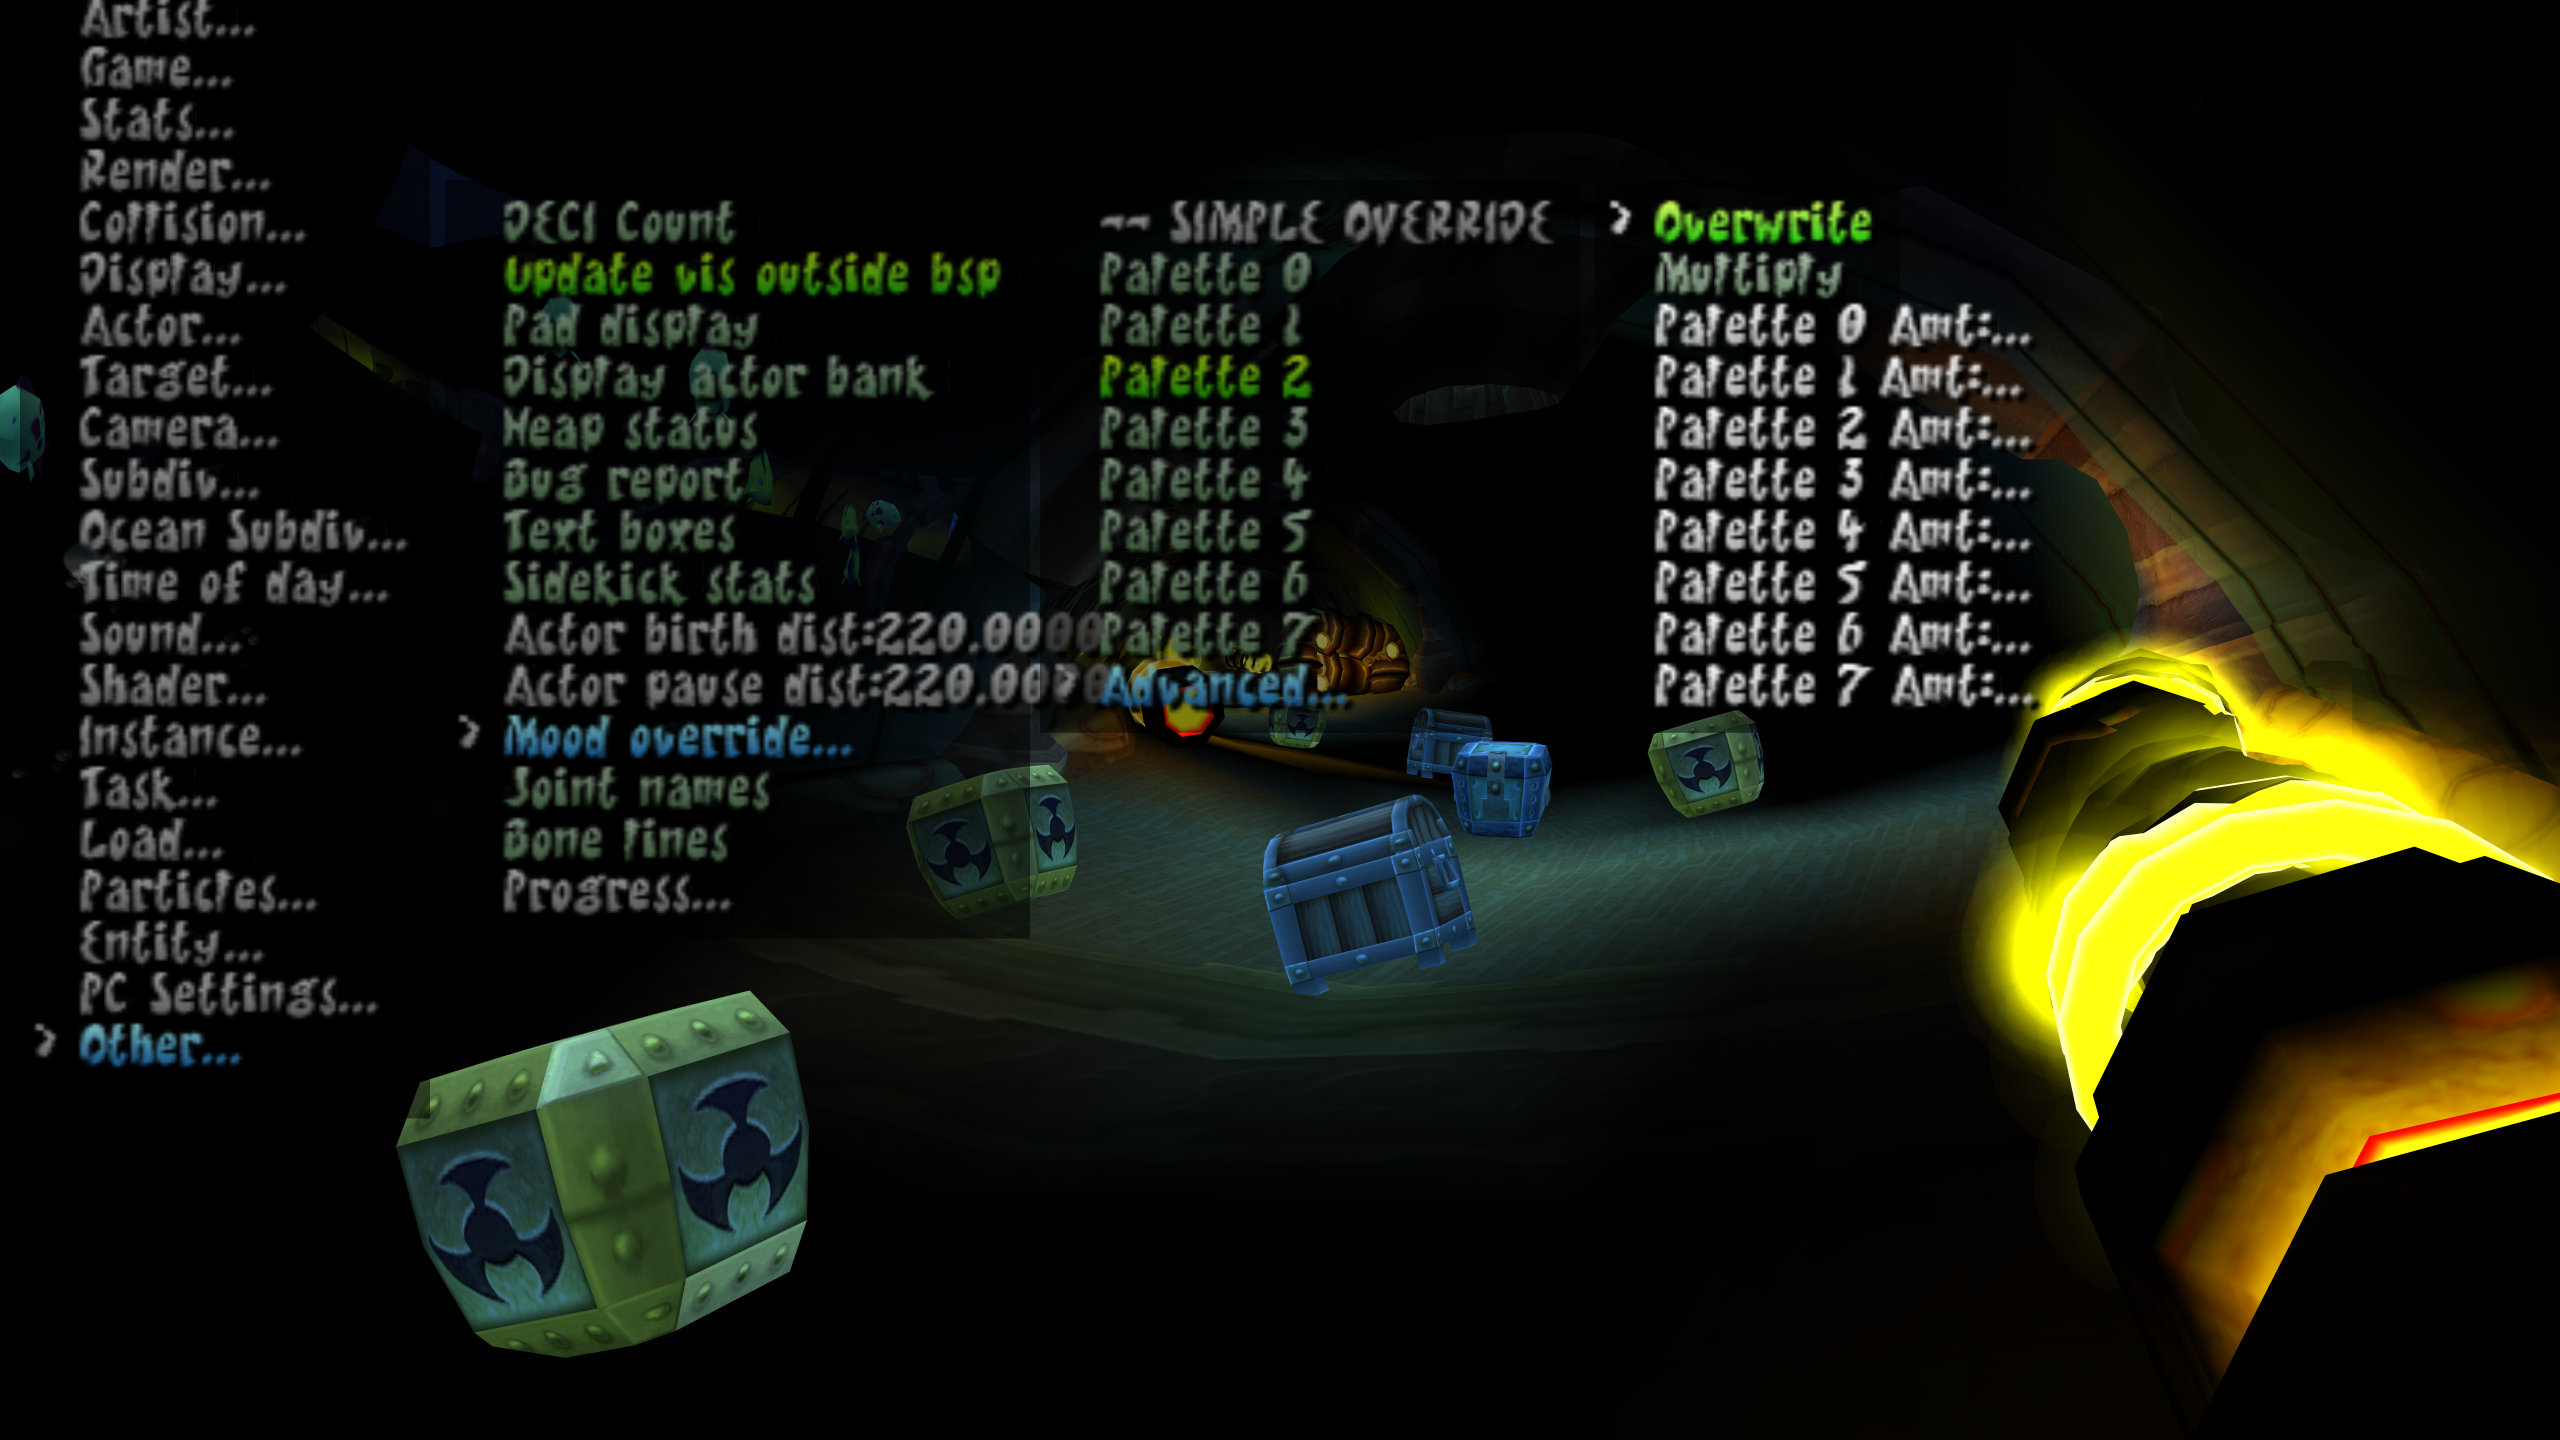 Artist...
Game...
Stats...
Render...
Collision...
Display...
Actor...
Target...
Camera...
Subdiv...
Ocean Subdiv...
Time of day...
Sound...
Shader...
Instance...
Task...
Load...
Particles...
Entity...
PC Settings...
> Other...
DECI Count
Update vis outside bsp
Pad display
Display actor bank
Heap status
Bug report
Text boxes
Sidekick stats
Actor birth dist:220.0000
Actor pause dist:220.0000
> Mood override...
Joint names
Bone lines
Progress...
-- SIMPLE OVERRIDE
Palette 0
Palette 1
Palette 2
Palette 3
Palette 4
Palette 5
Palette 6
Palette 7
> Advanced...
> Overwrite
Multiply
Palette 0 Amt:...
Palette 1 Amt:...
Palette 2 Amt:...
Palette 3 Amt:...
Palette 4 Amt:...
Palette 5 Amt:...
Palette 6 Amt:...
Palette 7 Amt:...